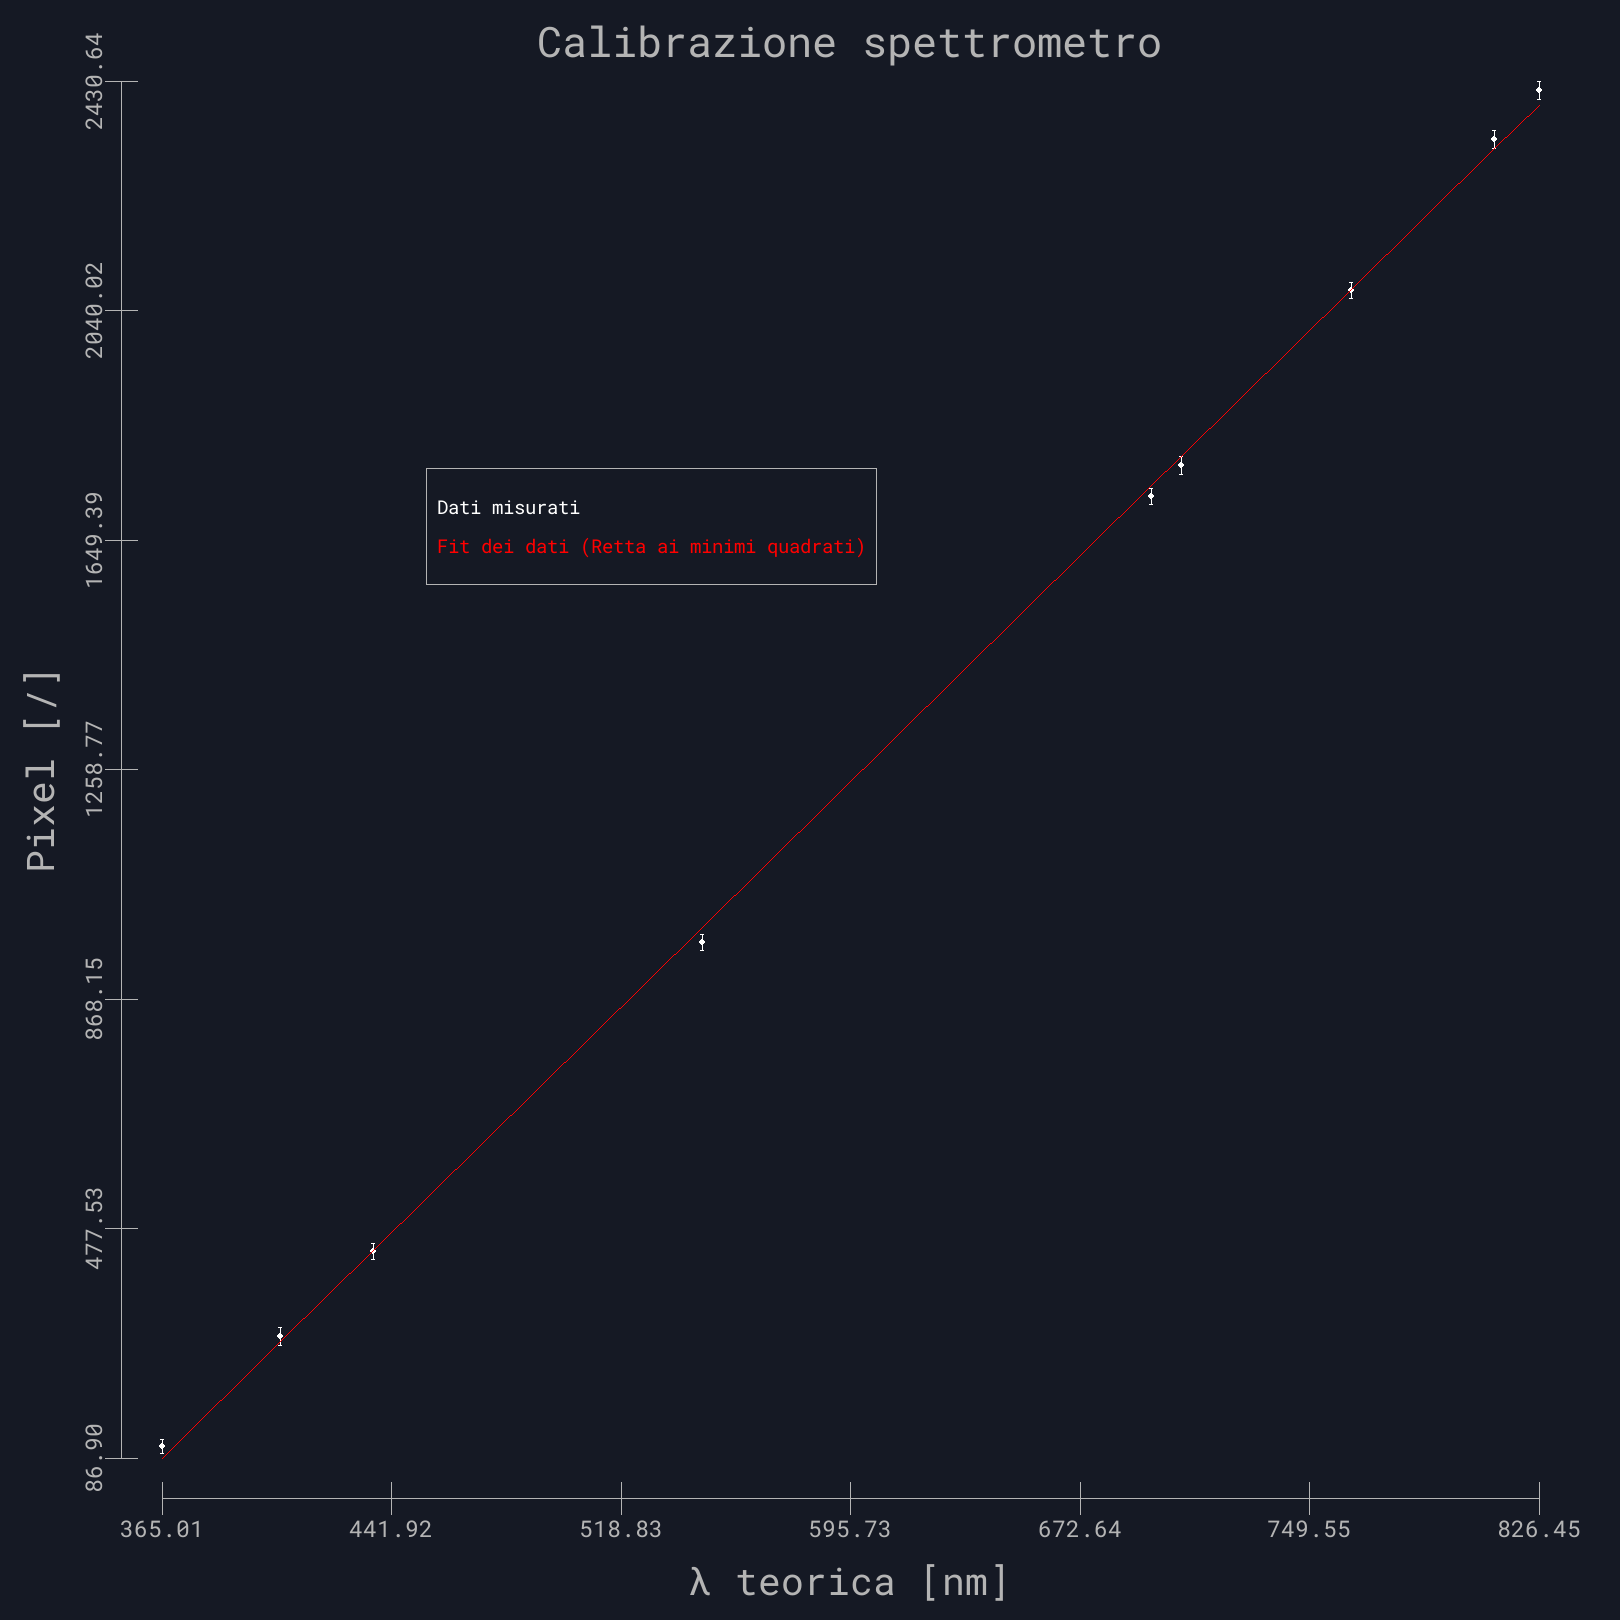 Calibrazione spettrometro
2430.64
2040.02
1649.39
1258.77
868.15
477.53
86.90
Pixel [/]
Dati misurati
Fit dei dati (Retta ai minimi quadrati)
365.01 441.92 518.83 595.73 672.64 749.55 826.45
λ teorica [nm]